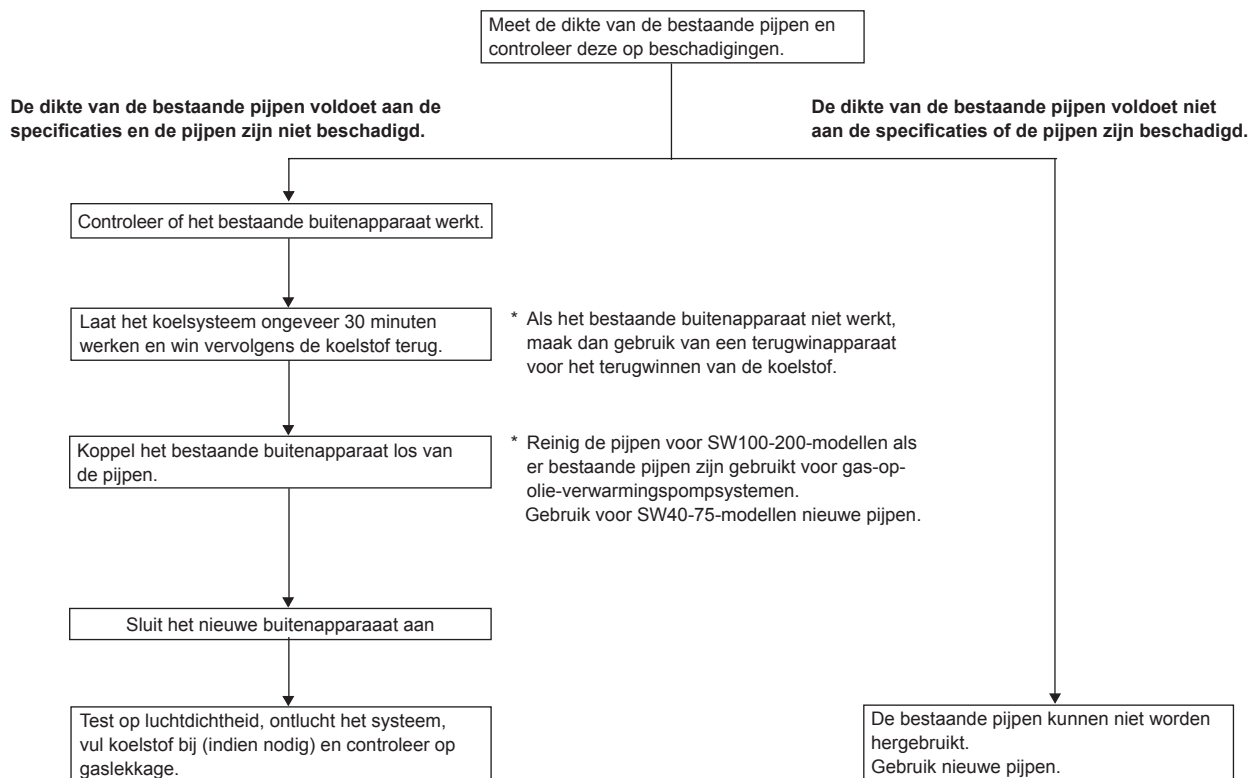 Meet de dikte van de bestaande pijpen en
controleer deze op beschadigingen.
De dikte van de bestaande pijpen voldoet aan de
specificaties en de pijpen zijn niet beschadigd.
De dikte van de bestaande pijpen voldoet niet
aan de specificaties of de pijpen zijn beschadigd.
Controleer of het bestaande buitenapparaat werkt.
Laat het koelsysteem ongeveer 30 minuten
werken en win vervolgens de koelstof terug.
* Als het bestaande buitenapparaat niet werkt,
maak dan gebruik van een terugwinapparaat
voor het terugwinnen van de koelstof.
Koppel het bestaande buitenapparaat los van
de pijpen.
* Reinig de pijpen voor SW100-200-modellen als
er bestaande pijpen zijn gebruikt voor gas-op-
olie-verwarmingspompsystemen.
Gebruik voor SW40-75-modellen nieuwe pijpen.
Sluit het nieuwe buitenapparaaat aan
Test op luchtdichtheid, ontlucht het systeem,
vul koelstof bij (indien nodig) en controleer op
gaslekkage.
De bestaande pijpen kunnen niet worden
hergebruikt.
Gebruik nieuwe pijpen.